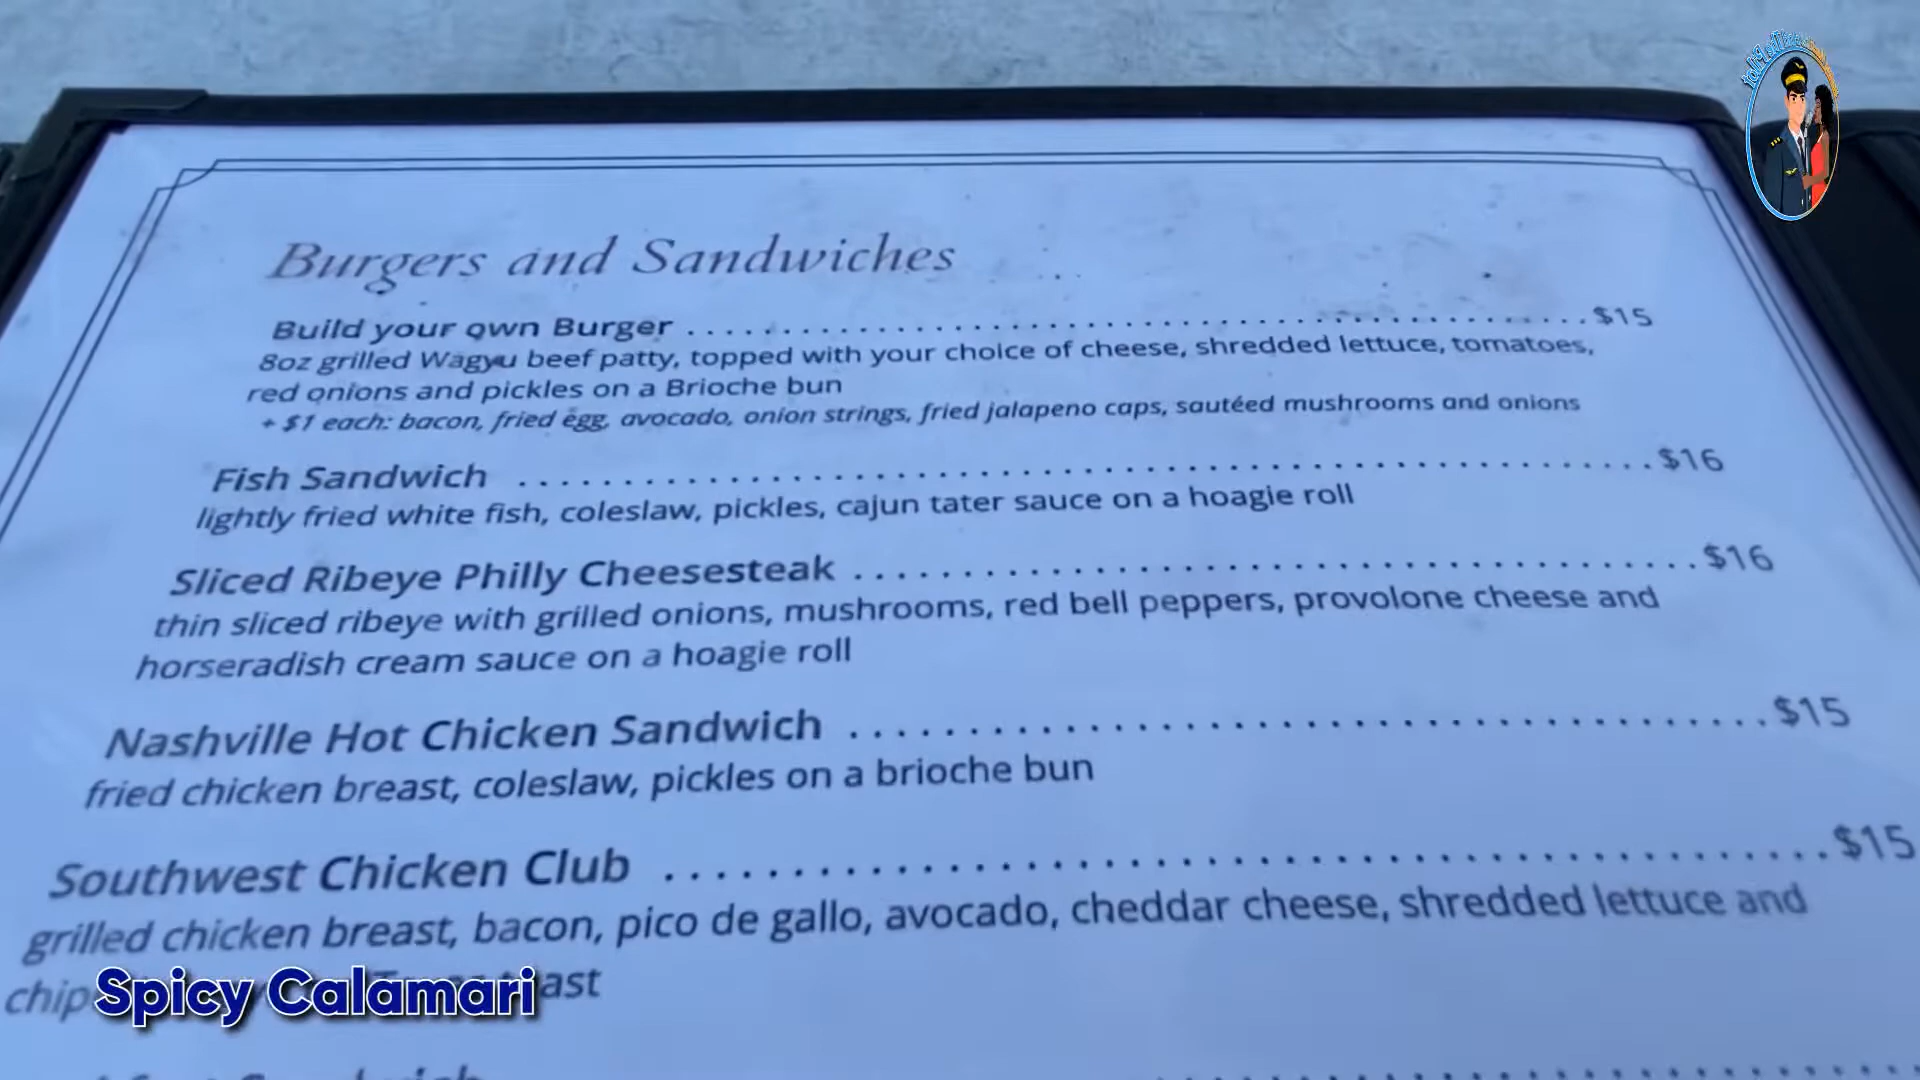 Burgers and Sandwiches
Build your own Burger ........................................ $15
8oz grilled Wagyu beef patty, topped with your choice of cheese, shredded lettuce, tomatoes,
red onions and pickles on a Brioche bun
+ $1 each: bacon, fried egg, avocado, onion strings, fried jalapeno caps, sautéed mushrooms and onions
Fish Sandwich ........................................ $16
lightly fried white fish, coleslaw, pickles, cajun tater sauce on a hoagie roll
Sliced Ribeye Philly Cheesesteak ........................................ $16
thin sliced ribeye with grilled onions, mushrooms, red bell peppers, provolone cheese and
horseradish cream sauce on a hoagie roll
Nashville Hot Chicken Sandwich ........................................ $15
fried chicken breast, coleslaw, pickles on a brioche bun
Southwest Chicken Club ........................................ $15
grilled chicken breast, bacon, pico de gallo, avocado, cheddar cheese, shredded lettuce and
Spicy Calamari